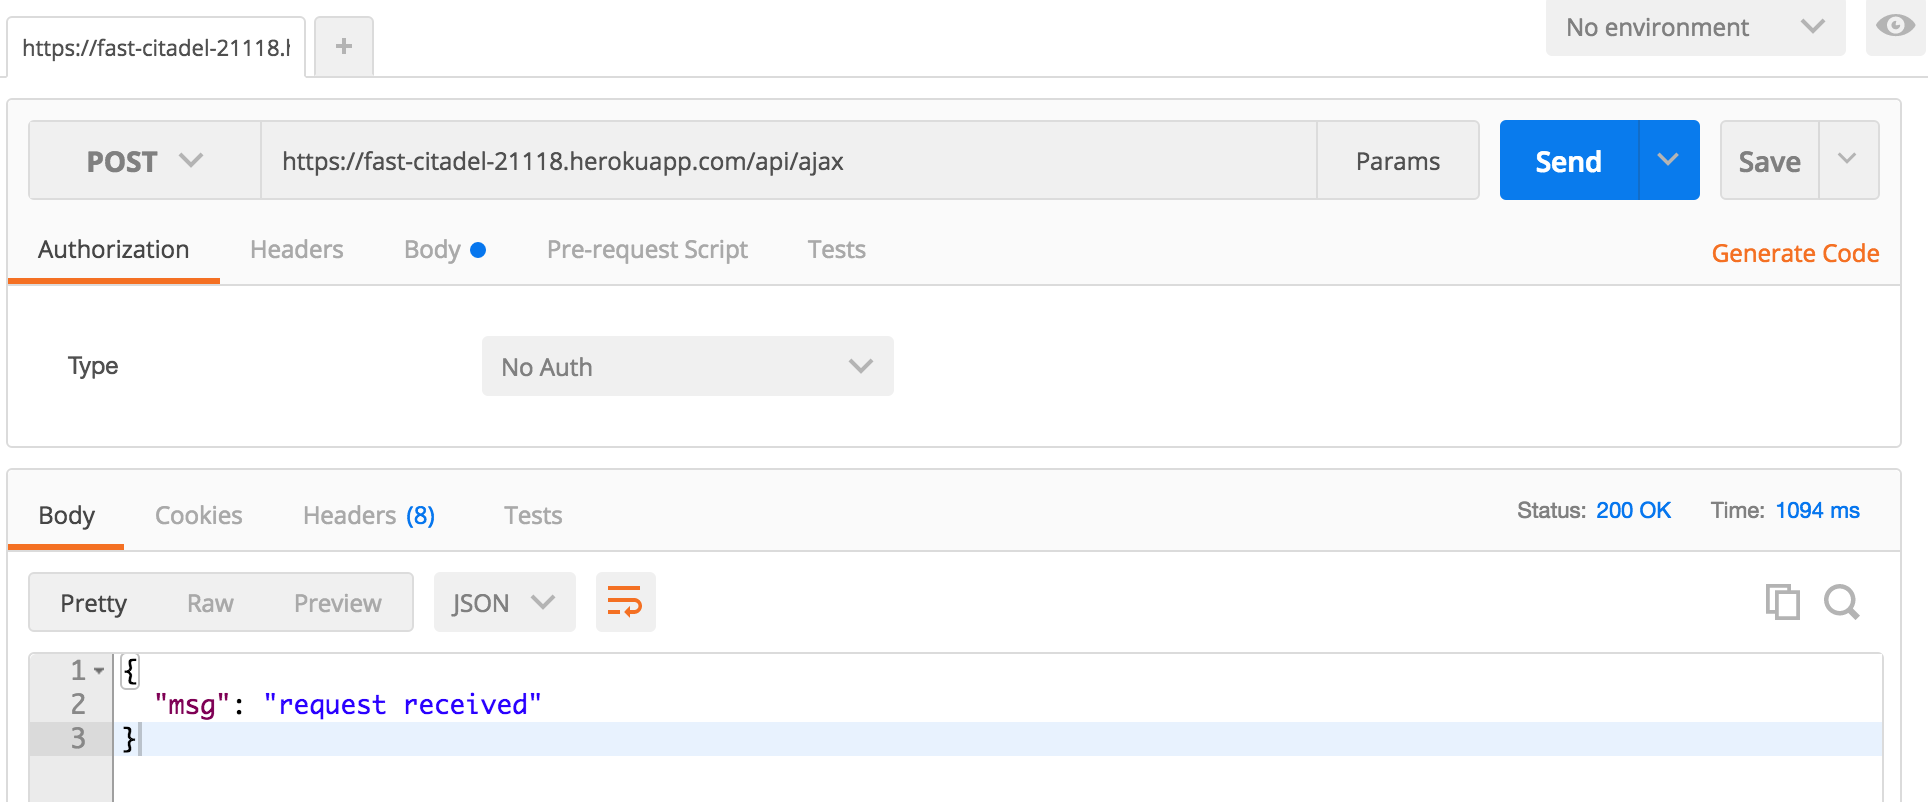 https://fast-citadel-21118.h
+
No environment
POST
https://fast-citadel-21118.herokuapp.com/api/ajax
Params
Send
Save
Authorization
Headers
Body
Pre-request Script
Tests
Generate Code
Type
No Auth
Body
Cookies
Headers (8)
Tests
Status: 200 OK
Time: 1094 ms
Pretty
Raw
Preview
JSON
1 {
2 "msg": "request received"
3 }